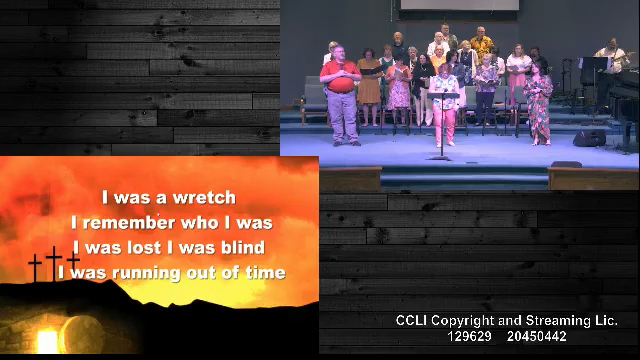 I was a wretch
I remember who I was
I was lost I was blind
I was running out of time
CCLI Copyright and Streaming Lic.
129629 20450442